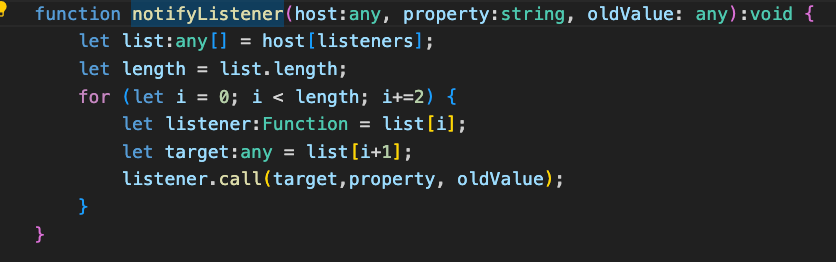 function notifyListener(host:any, property:string, oldValue: any):void {
    let list:any[] = host[listeners];
    let length = list.length;
    for (let i = 0; i < length; i+=2) {
        let listener:Function = list[i];
        let target:any = list[i+1];
        listener.call(target,property, oldValue);
    }
}